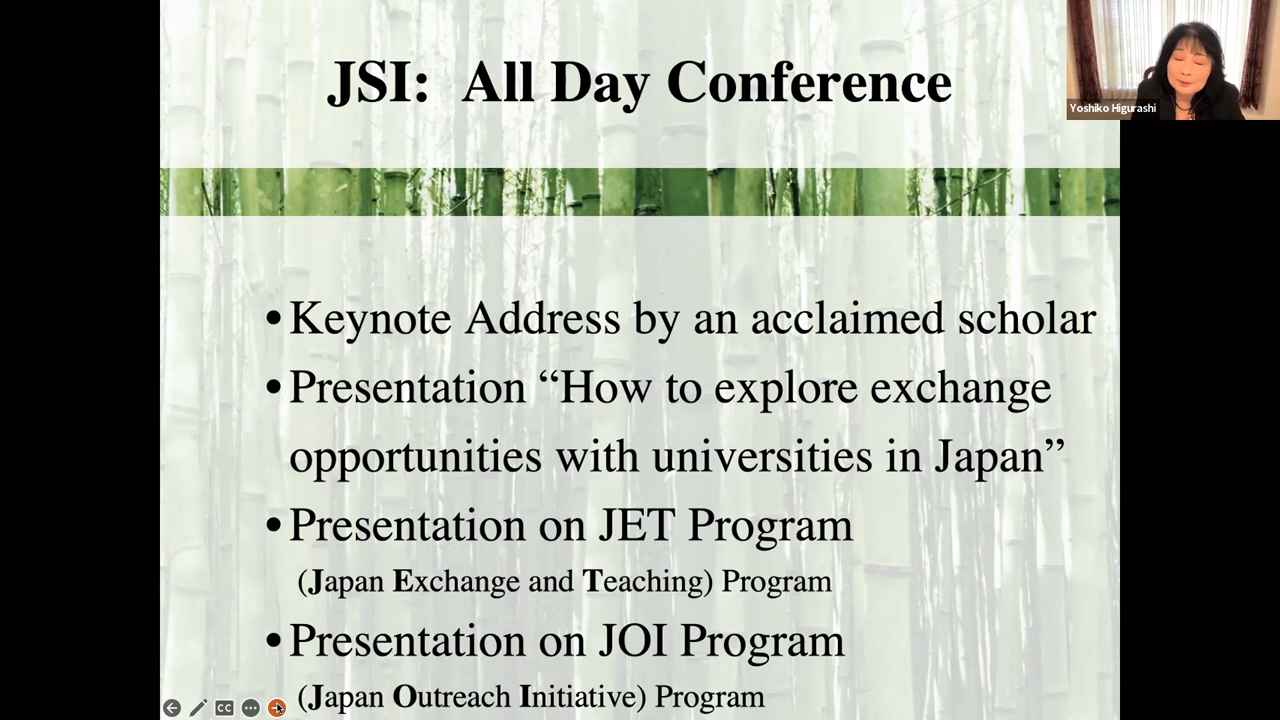 JSI: All Day Conference
Yoshiko Higurashi
• Keynote Address by an acclaimed scholar
• Presentation “How to explore exchange
opportunities with universities in Japan”
• Presentation on JET Program
(Japan Exchange and Teaching) Program
• Presentation on JOI Program
(Japan Outreach Initiative) Program
CC